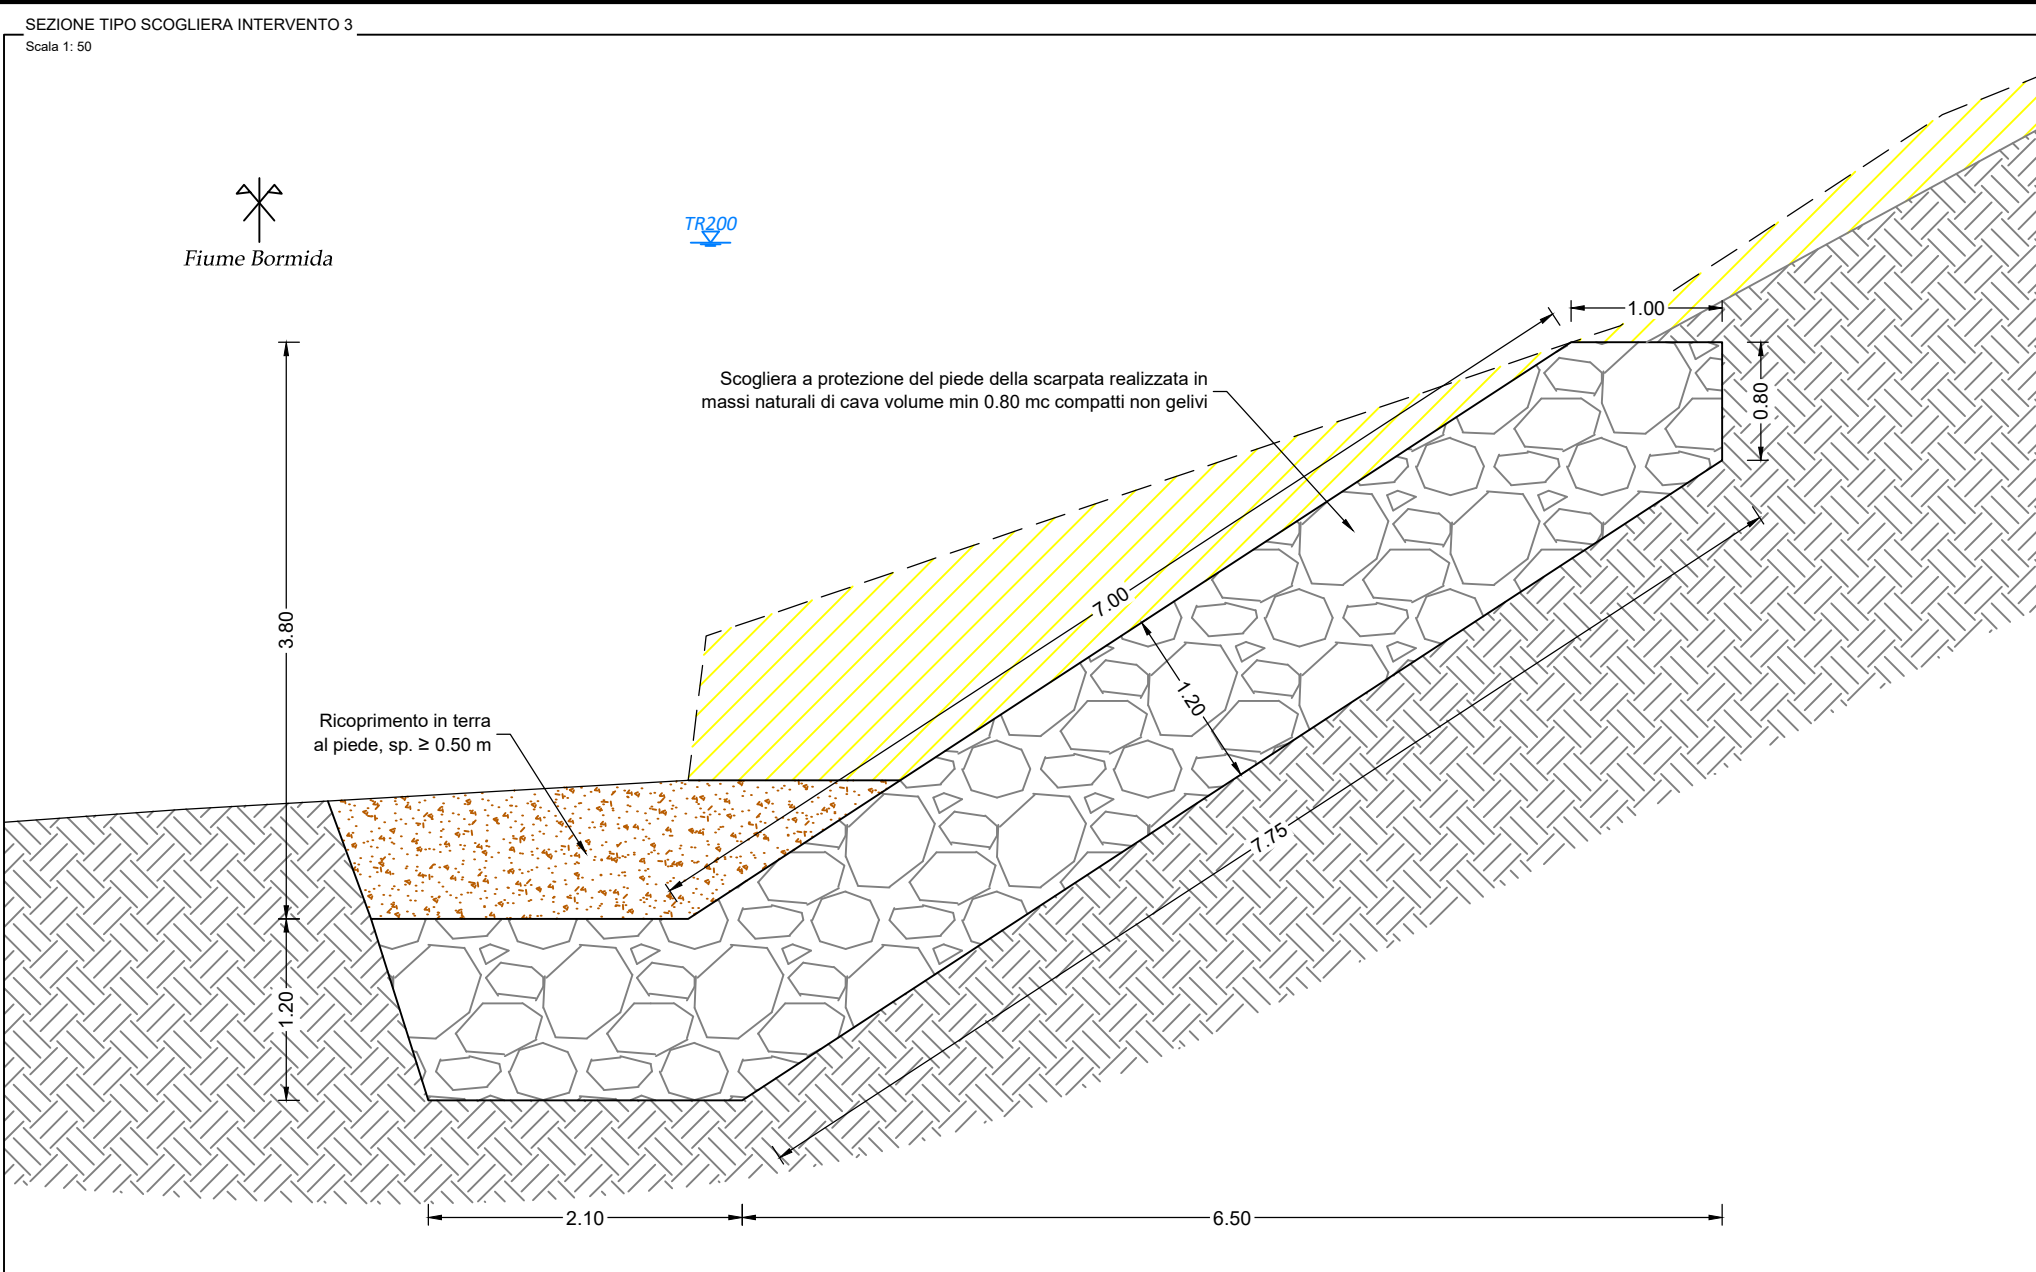 SEZIONE TIPO SCOGLIERA INTERVENTO 3
Scala 1: 50
Fiume Bormida
TR200
1.00
0.80
Scogliera a protezione del piede della scarpata realizzata in
massi naturali di cava volume min 0.80 mc compatti non gelivi
7.00
3.80
1.20
Ricoprimento in terra
al piede, sp. ≥ 0.50 m
7.75
1.20
2.10
6.50